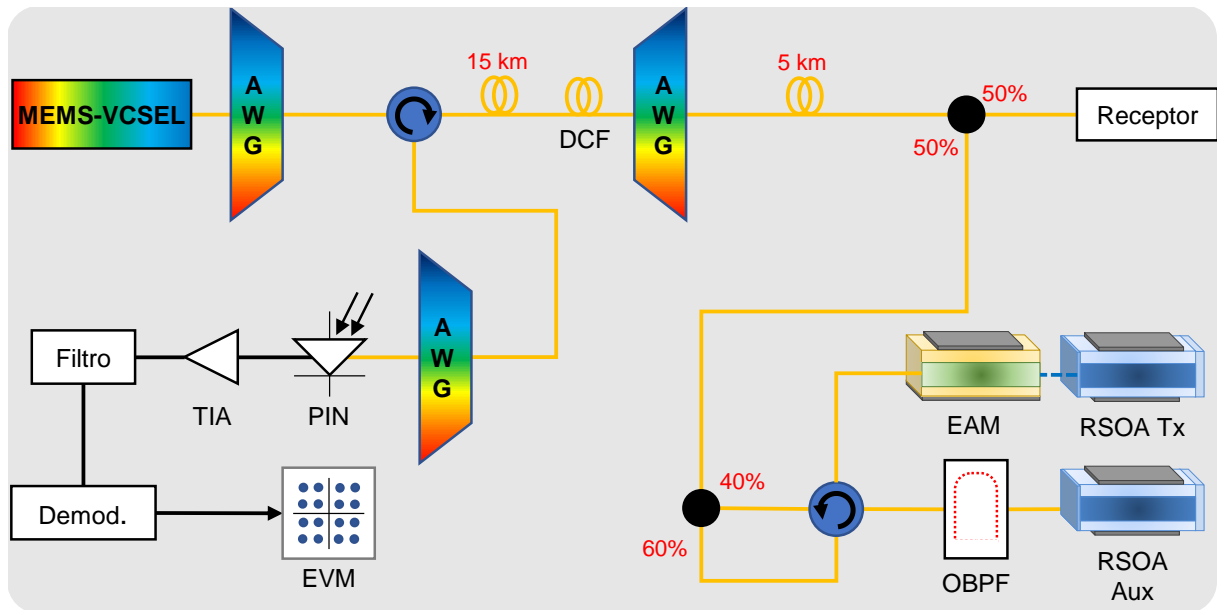 MEMS-VCSEL
A
W
G
15 km
DCF
A
W
G
5 km
50%
50%
Receptor
Filtro
TIA
PIN
A
W
G
EAM
RSOA Tx
Demod.
EVM
40%
60%
OBPF
RSOA
Aux